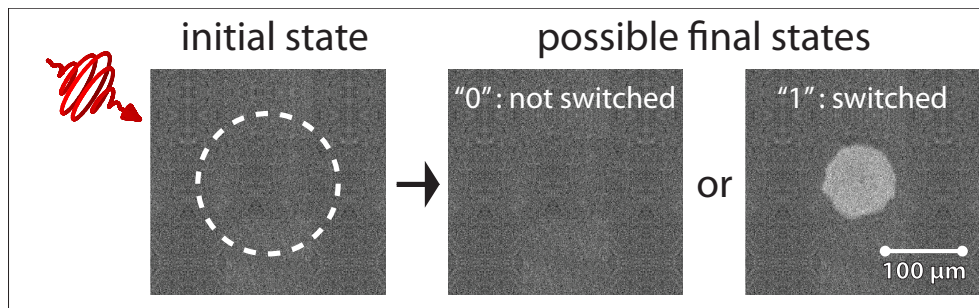 initial state
possible final states
“0” : not switched
“1” : switched
or
100 µm